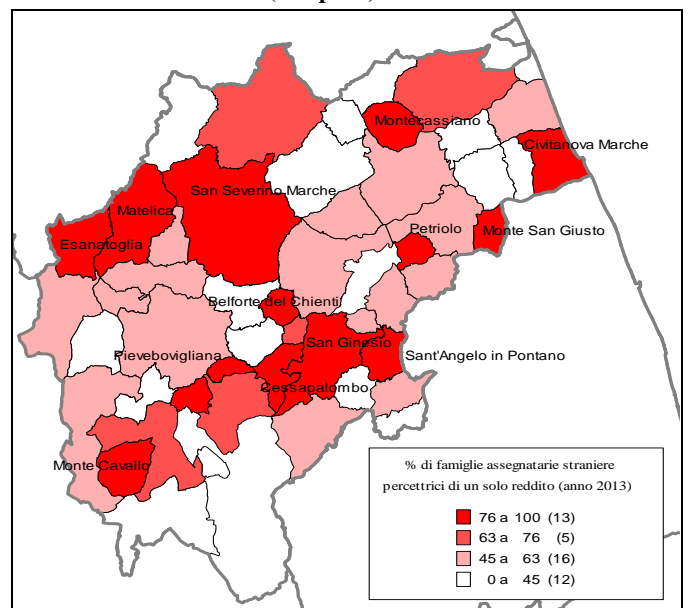 Montecassiano
Civitanova Marche
San Severino Marche
Matelica
Petriolo
Monte San Giusto
Esanatoglia
Belforte del Chienti
San Ginesio
Pievebovigliana
Sant'Angelo in Pontano
Cessapalombo
Monte Cavallo
% di famiglie assegnatarie straniere
percettrici di un solo reddito (anno 2013)
76 a 100 (13)
63 a 76 (5)
45 a 63 (16)
0 a 45 (12)